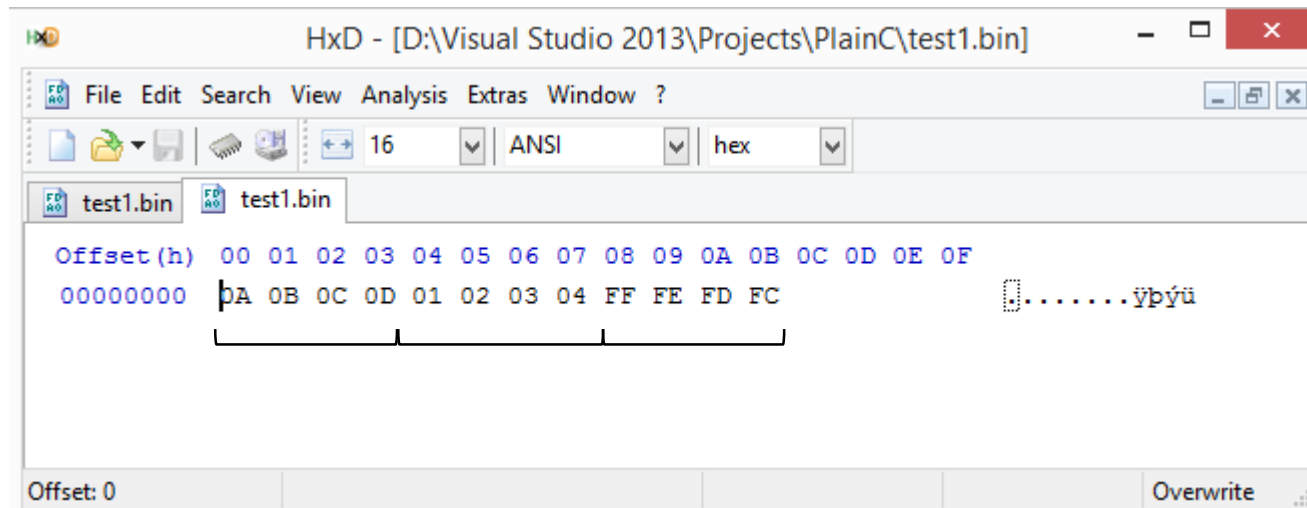 HxD HxD - [D:\Visual Studio 2013\Projects\PlainC\test1.bin]
File Edit Search View Analysis Extras Window ?
16 ANSI hex
test1.bin test1.bin
Offset(h) 00 01 02 03 04 05 06 07 08 09 0A 0B 0C 0D 0E 0F
00000000 0A 0B 0C 0D 01 02 03 04 FF FE FD FC ........ÿþýü
Offset: 0 Overwrite